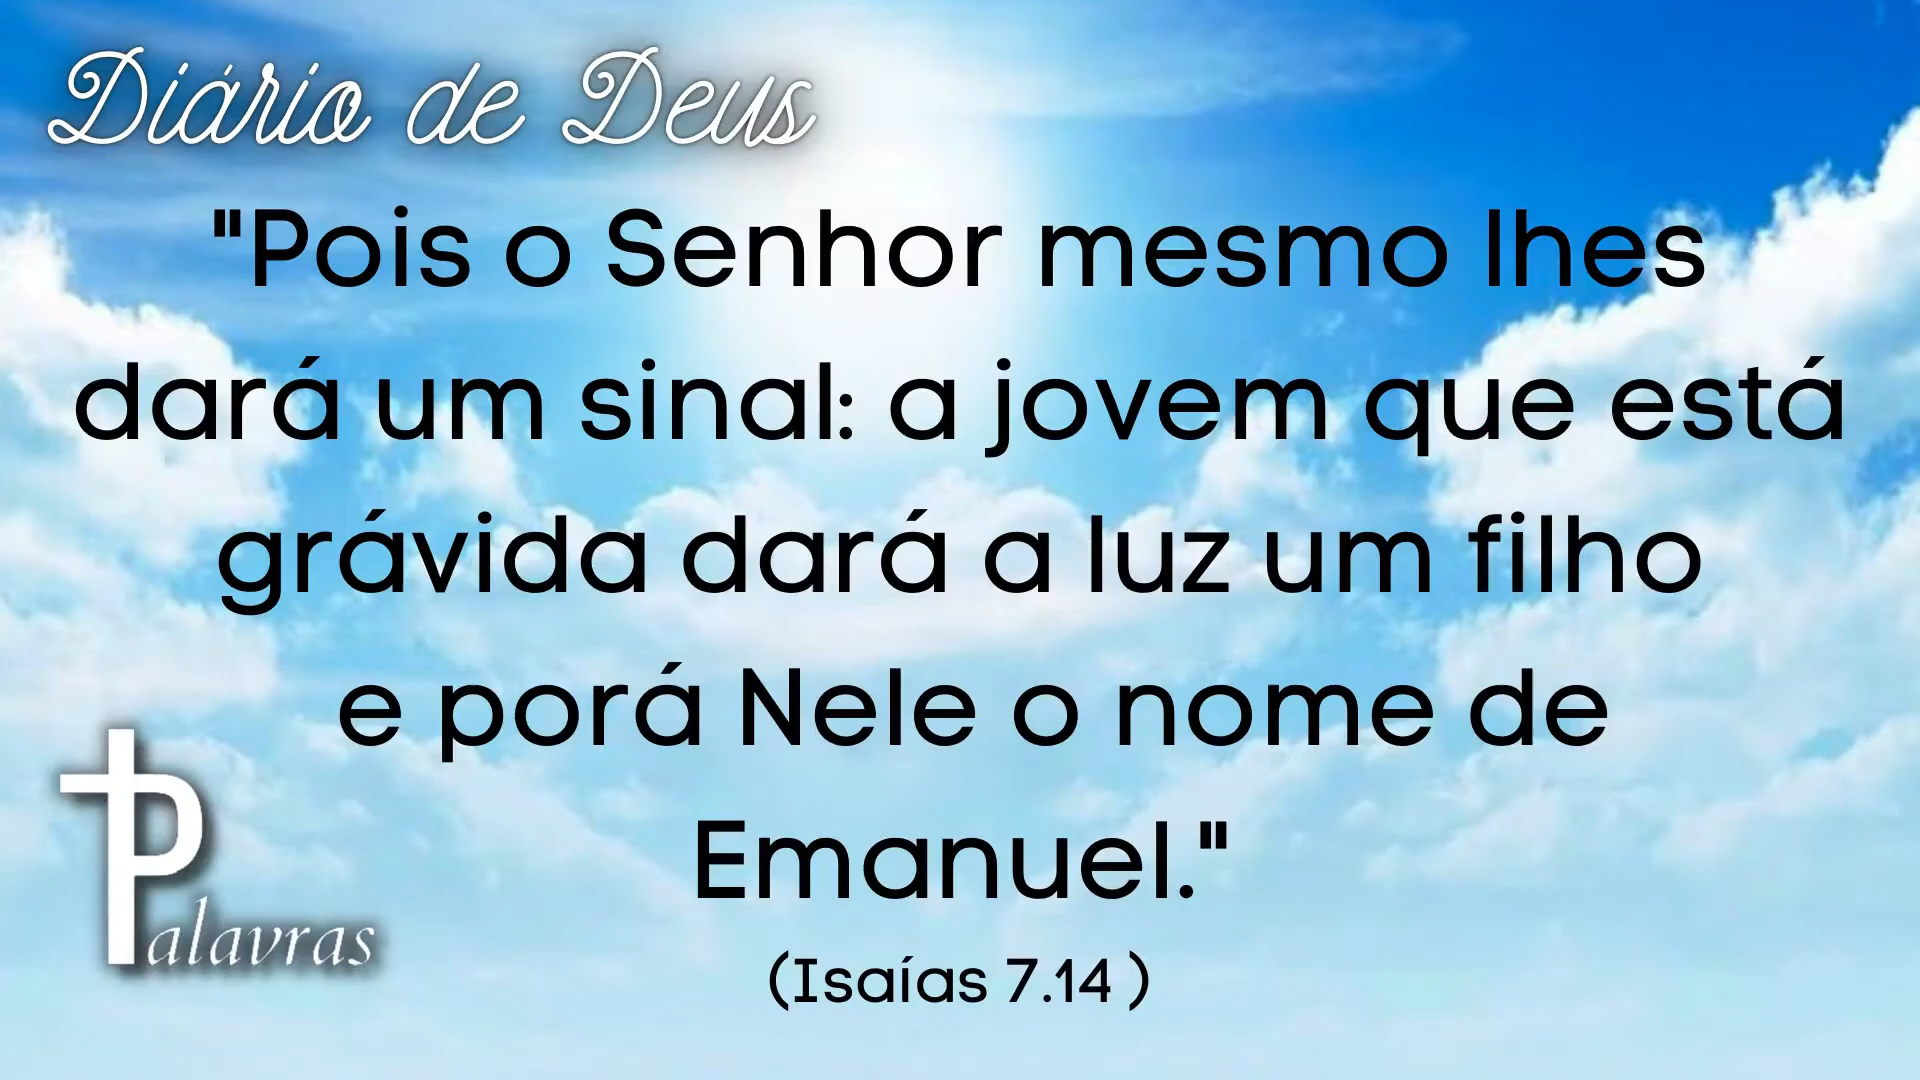 Diário de Deus
"Pois o Senhor mesmo lhes
dará um sinal: a jovem que está
grávida dará a luz um filho
e porá Nele o nome de
Emanuel."
(Isaías 7.14 )
Palavras